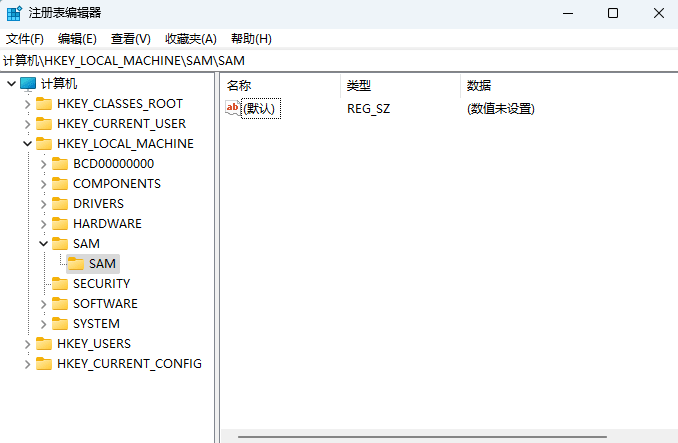 注册表编辑器
文件(F) 编辑(E) 查看(V) 收藏夹(A) 帮助(H)
计算机\HKEY_LOCAL_MACHINE\SAM\SAM
计算机
HKEY_CLASSES_ROOT
HKEY_CURRENT_USER
HKEY_LOCAL_MACHINE
BCD00000000
COMPONENTS
DRIVERS
HARDWARE
SAM
SAM
SECURITY
SOFTWARE
SYSTEM
HKEY_USERS
HKEY_CURRENT_CONFIG
名称 类型 数据
ab (默认) REG_SZ (数值未设置)